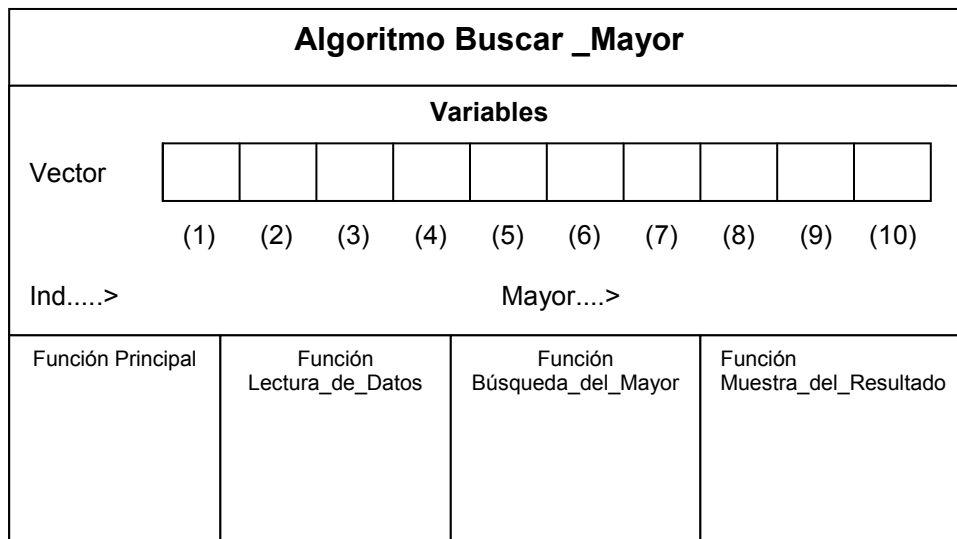 Algoritmo Buscar _Mayor
Variables
Vector
(1) (2) (3) (4) (5) (6) (7) (8) (9) (10)
Ind.....> Mayor....>
Función Principal
Función
Lectura_de_Datos
Función
Búsqueda_del_Mayor
Función
Muestra_del_Resultado